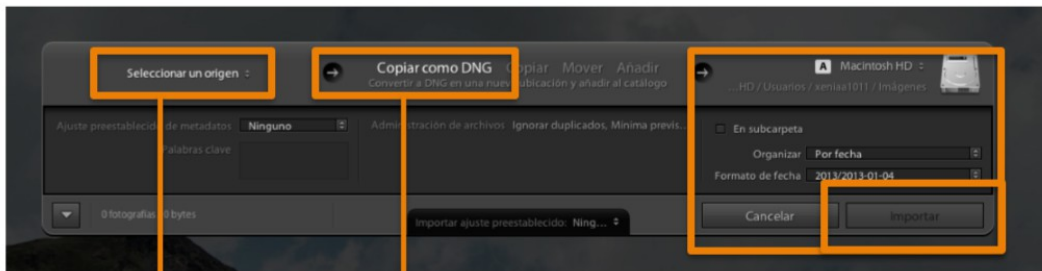 Seleccionar un origen
Copiar como DNG Copiar Mover Añadir
Convertir a DNG en una nueva ubicación y añadir al catálogo
A Macintosh HD
...HD / Usuarios / xeniaa1011 / Imágenes
Ajuste preestablecido de metadatos Ninguno
Palabras clave
Administración de archivos Ignorar duplicados, Mínima previs...
En subcarpeta
Organizar Por fecha
Formato de fecha 2013/2013-01-04
0 fotografías / 0 bytes
Importar ajuste preestablecido: Ning...
Cancelar Importar